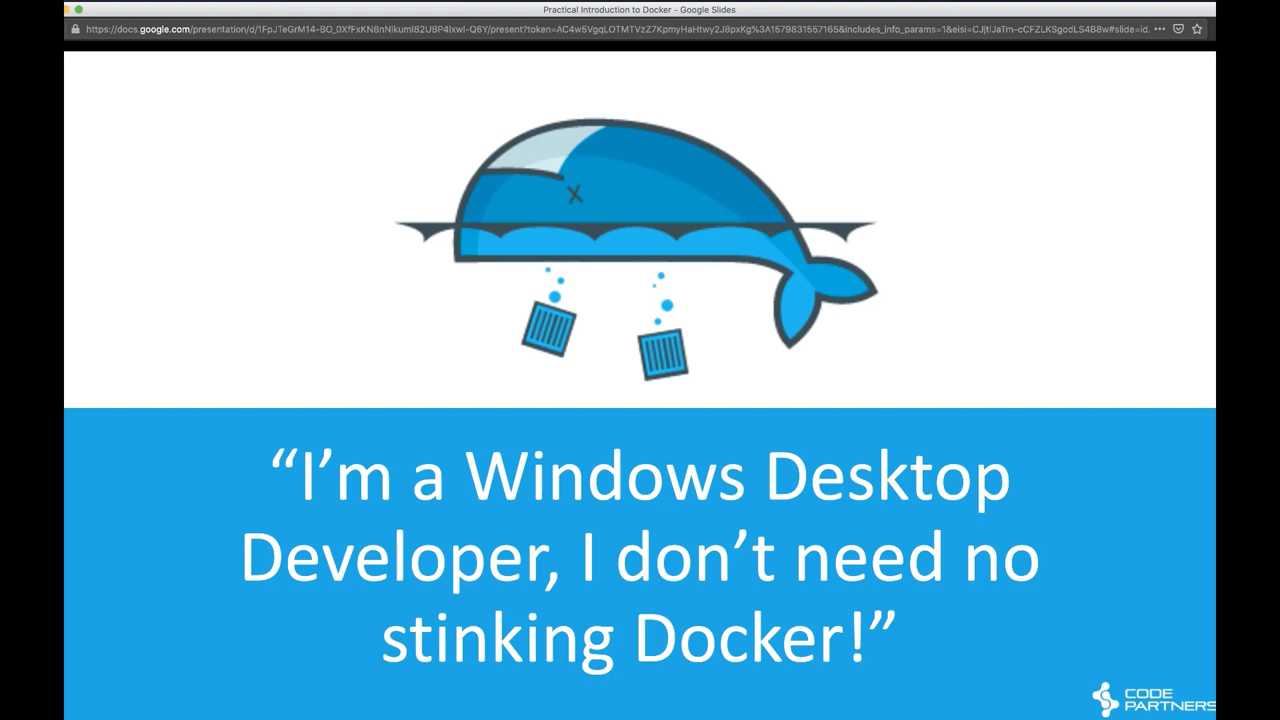 Practical Introduction to Docker - Google Slides
“I’m a Windows Desktop
Developer, I don’t need no
stinking Docker!”
CODE
PARTNERS